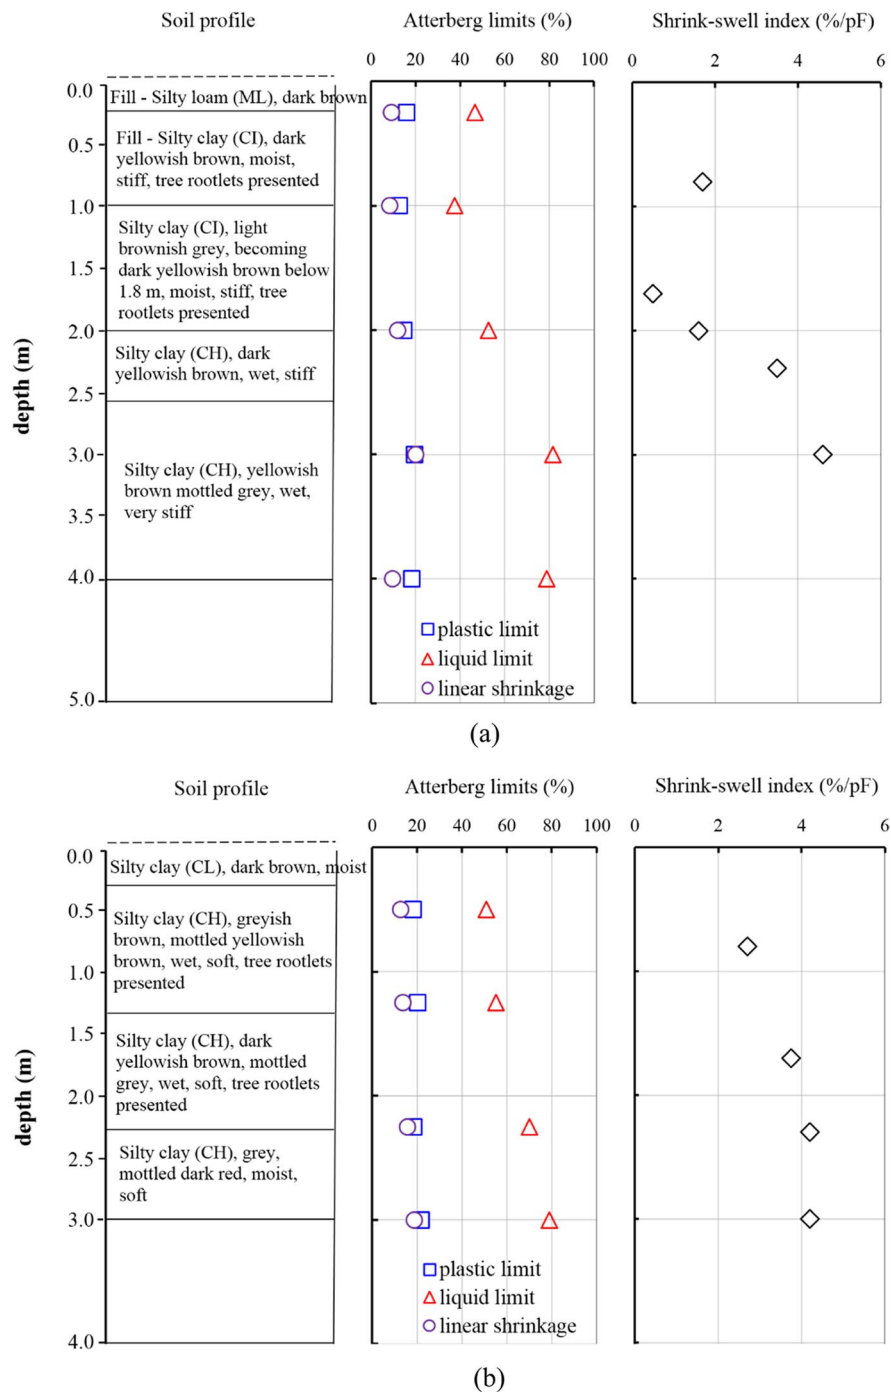 Soil profile
Atterberg limits (%)
Shrink-swell index (%/pF)
0 20 40 60 80 100
0 2 4 6
depth (m)
0.0
0.5
1.0
1.5
2.0
2.5
3.0
3.5
4.0
5.0
Fill - Silty loam (ML), dark brown
Fill - Silty clay (CI), dark
yellowish brown, moist,
stiff, tree rootlets presented
Silty clay (CI), light
brownish grey, becoming
dark yellowish brown below
1.8 m, moist, stiff, tree
rootlets presented
Silty clay (CH), dark
yellowish brown, wet, stiff
Silty clay (CH), yellowish
brown mottled grey, wet,
very stiff
plastic limit
liquid limit
linear shrinkage
(a)
Soil profile
Atterberg limits (%)
Shrink-swell index (%/pF)
0 20 40 60 80 100
0 2 4 6
depth (m)
0.0
0.5
1.0
1.5
2.0
2.5
3.0
4.0
Silty clay (CL), dark brown, moist
Silty clay (CH), greyish
brown, mottled yellowish
brown, wet, soft, tree rootlets
presented
Silty clay (CH), dark
yellowish brown, mottled
grey, wet, soft, tree rootlets
presented
Silty clay (CH), grey,
mottled dark red, moist,
soft
plastic limit
liquid limit
linear shrinkage
(b)